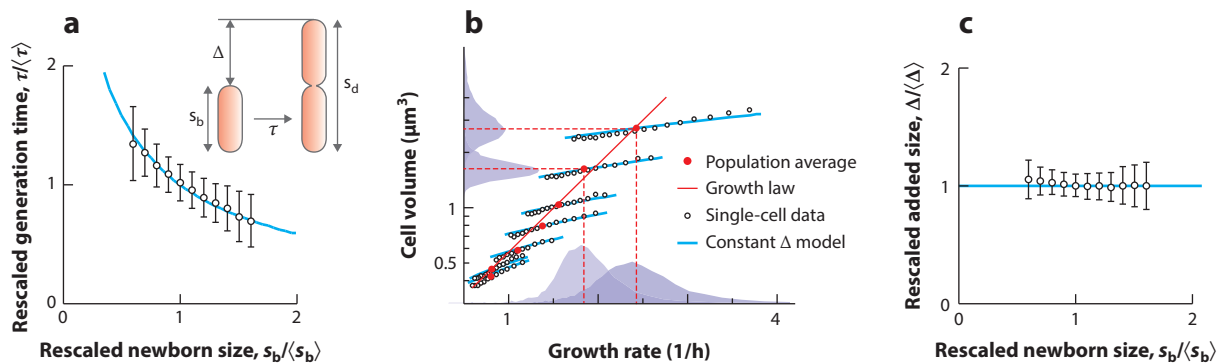 a
Rescaled generation time, τ/⟨τ⟩
2
1
0
0
1
2
Rescaled newborn size, s_b/⟨s_b⟩
Δ
s_b
τ
s_d
b
Cell volume (μm³)
1
0.5
1
4
Growth rate (1/h)
Population average
Growth law
Single-cell data
Constant Δ model
c
Rescaled added size, Δ/⟨Δ⟩
2
1
0
0
1
2
Rescaled newborn size, s_b/⟨s_b⟩